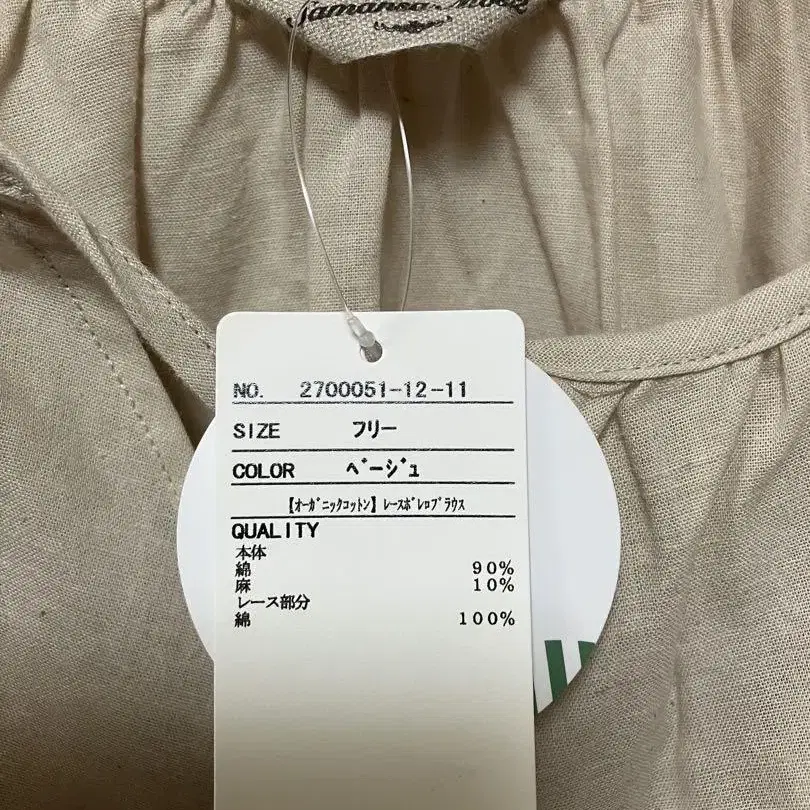 Samansa
NO. 2700051-12-11
SIZE フリー
COLOR ﾍﾞｰｼﾞｭ
【ｵｰｶﾞﾆｯｸｺｯﾄﾝ】ﾚｰｽﾎﾞﾚﾛﾌﾞﾗｳｽ
QUALITY
本体
綿 90%
麻 10%
レース部分
綿 100%